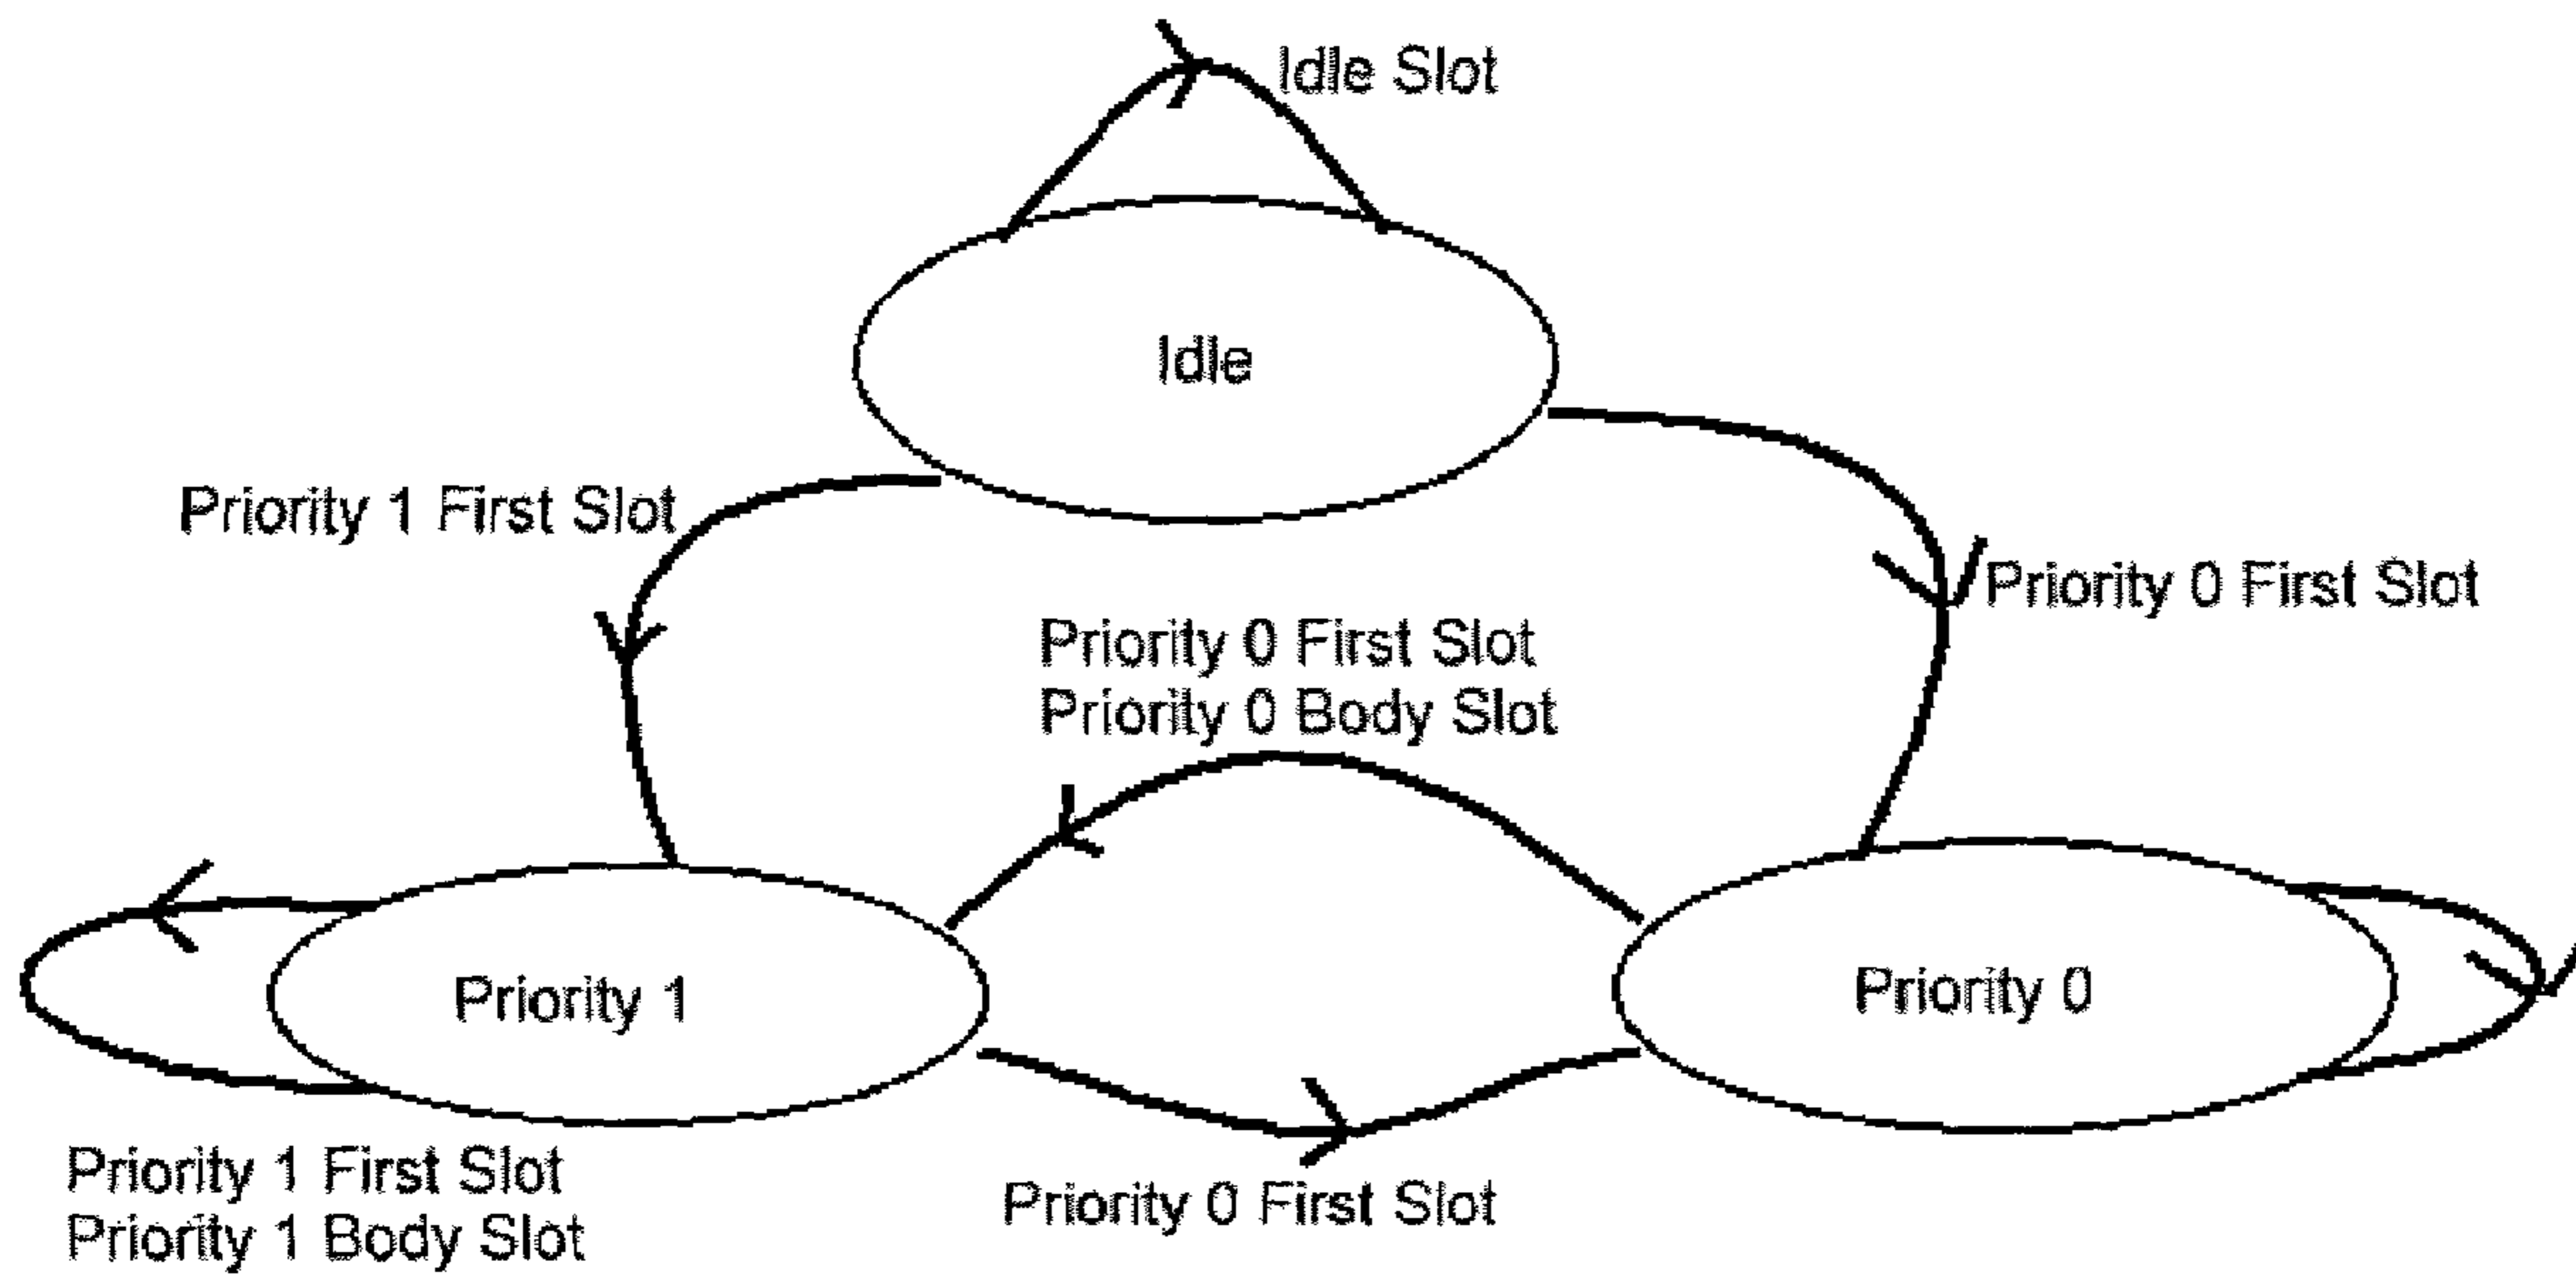 Idle Slot
Idle
Priority 1 First Slot
Priority 0 First Slot
Priority 0 First Slot
Priority 0 Body Slot
Priority 1
Priority 0
Priority 1 First Slot
Priority 1 Body Slot
Priority 0 First Slot